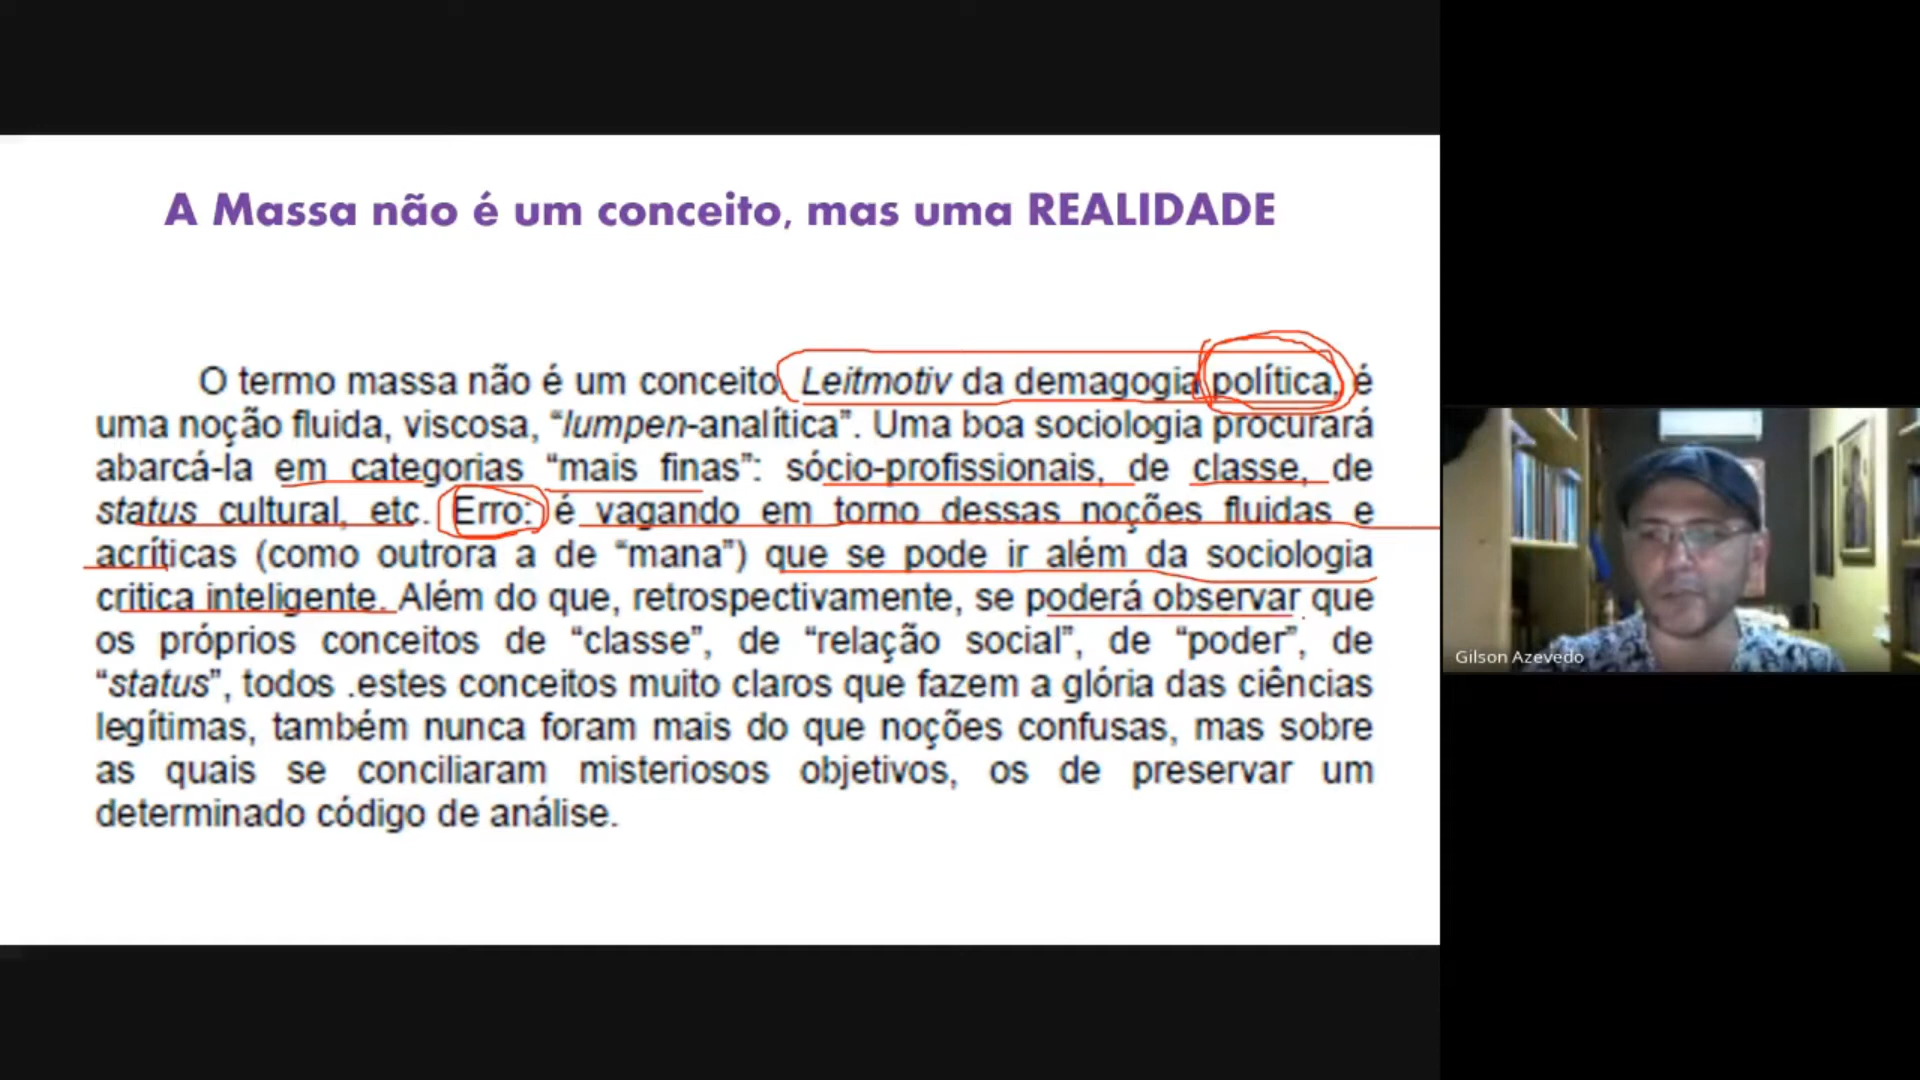 A Massa não é um conceito, mas uma REALIDADE
O termo massa não é um conceito. Leitmotiv da demagogia política, é
uma noção fluida, viscosa, “lumpen-analítica”. Uma boa sociologia procurará
abarcá-la em categorias “mais finas”: sócio-profissionais, de classe, de
status cultural, etc. Erro: é vagando em torno dessas noções fluidas e
acríticas (como outrora a de “mana”) que se pode ir além da sociologia
critica inteligente. Além do que, retrospectivamente, se poderá observar que
os próprios conceitos de “classe”, de “relação social”, de “poder”, de
“status”, todos .estes conceitos muito claros que fazem a glória das ciências
legítimas, também nunca foram mais do que noções confusas, mas sobre
as quais se conciliaram misteriosos objetivos, os de preservar um
determinado código de análise.
Gilson Azevedo